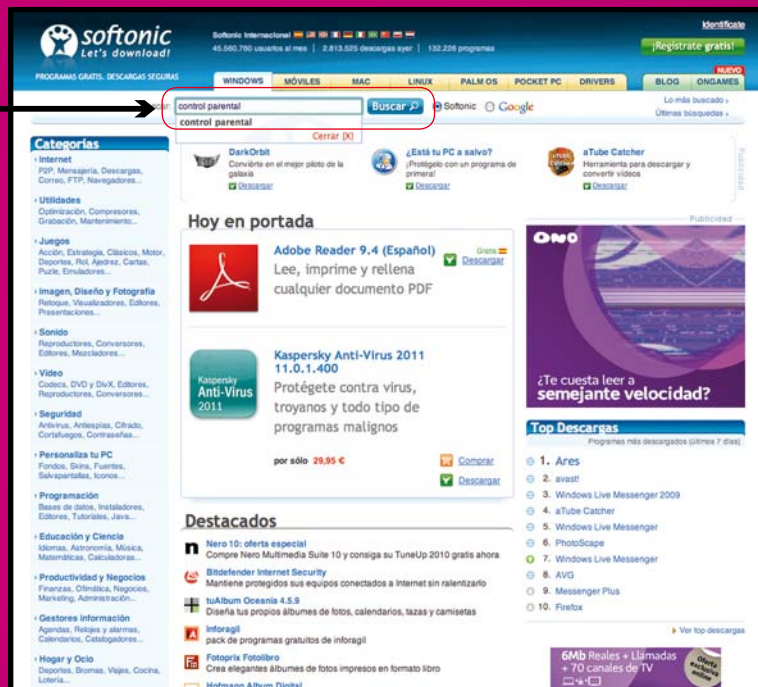 softonic
Let's download!
PROGRAMAS GRATIS. DESCARGAS SEGURAS
Softonic Internacional
45.560.760 usuarios al mes | 2.813.525 descargas ayer | 132.226 programas
Identifícate
¡Regístrate gratis!
NUEVO
WINDOWS MÓVILES MAC LINUX PALM OS POCKET PC DRIVERS BLOG ONGAMES
control parental
Buscar
Softonic Google
control parental
Cerrar [X]
Lo más buscado
Últimas búsquedas
Categorías
Internet
P2P, Mensajería, Descargas,
Correo, FTP, Navegadores...
Utilidades
Optimización, Compresores,
Grabación, Mantenimiento...
Juegos
Acción, Estrategia, Clásicos, Motor,
Deportes, Rol, Ajedrez, Cartas,
Puzle, Emuladores...
Imagen, Diseño y Fotografía
Retoque, Visualizadores, Editores,
Presentaciones...
Sonido
Reproductores, Conversores,
Editores, Mezcladores...
Video
Codecs, DVD y DivX, Editores,
Reproductores, Conversores...
Seguridad
Antivirus, Antiespías, Cifrado,
Cortafuegos, Contraseñas...
Personaliza tu PC
Fondos, Skins, Fuentes,
Salvapantallas, Iconos...
Programación
Bases de datos, Instaladores,
Editores, Tutoriales, Java...
Educación y Ciencia
Idiomas, Astronomía, Música,
Matemáticas, Calculadoras...
Productividad y Negocios
Finanzas, Ofimática, Negocios,
Marketing, Administración...
Gestores información
Agendas, Relojes y alarmas,
Calendarios, Catalogadores...
Hogar y Ocio
Deportes, Bromas, Viajes, Cocina,
Lotería...
DarkOrbit
Conviérte en el mejor piloto de la
galaxia
Descargar
¿Está tu PC a salvo?
¡Protégelo con un programa de
primera!
Descargar
aTube Catcher
Herramienta para descargar y
convertir vídeos
Descargar
Publicidad
Hoy en portada
Adobe Reader 9.4 (Español)
Lee, imprime y rellena
cualquier documento PDF
Gratis
Descargar
Kaspersky
Anti-Virus
2011
Kaspersky Anti-Virus 2011
11.0.1.400
Protégete contra virus,
troyanos y todo tipo de
programas malignos
por sólo 29,95 €
Comprar
Descargar
Destacados
Nero 10: oferta especial
Compre Nero Multimedia Suite 10 y consiga su TuneUp 2010 gratis ahora
Bitdefender Internet Security
Mantiene protegidos sus equipos conectados a Internet sin ralentizarlo
tuAlbum Oceania 4.5.9
Diseña tus propios álbumes de fotos, calendarios, tazas y camisetas
Inforagil
pack de programas gratuitos de inforagil
Fotoprix Fotolibro
Crea elegantes álbumes de fotos impresos en formato libro
Hofmann Album Digital
Publicidad
ONO
¿Te cuesta leer a
semejante velocidad?
Top Descargas
Programas más descargados (últimos 7 días)
1. Ares
2. avast!
3. Windows Live Messenger 2009
4. aTube Catcher
5. Windows Live Messenger
6. PhotoScape
7. Windows Live Messenger
8. AVG
9. Messenger Plus
10. Firefox
Ver top descargas
6Mb Reales + Llamadas
+ 70 canales de TV
Oferta
exclusiva
online